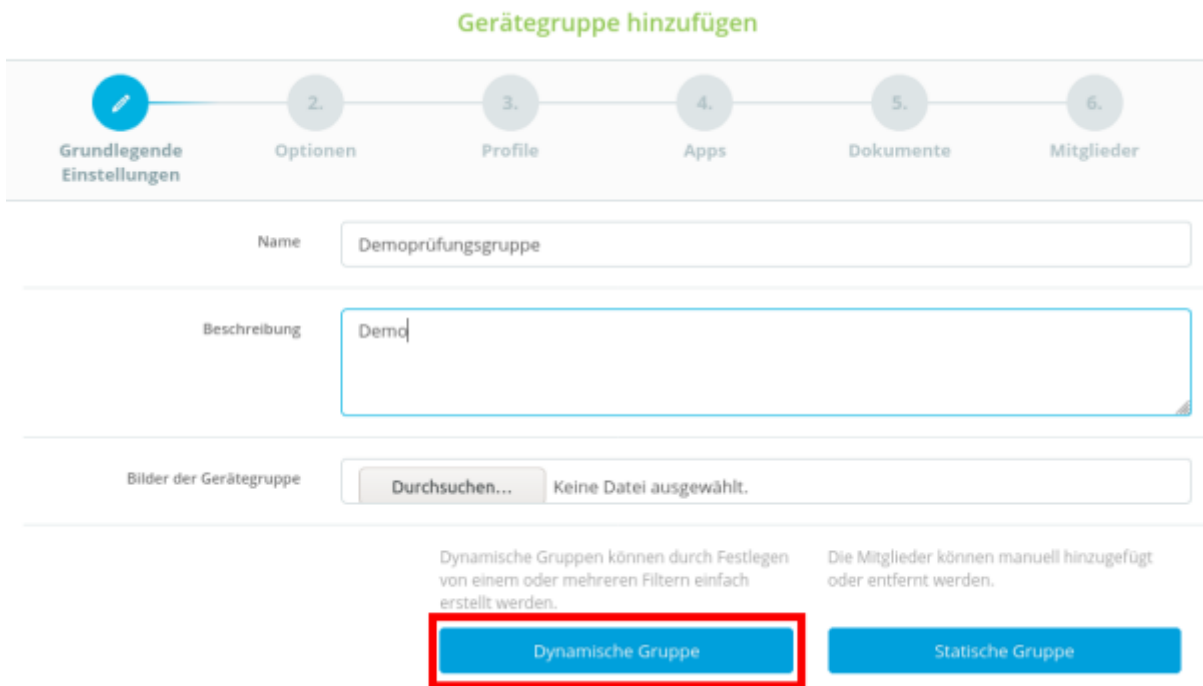 Gerätegruppe hinzufügen
2.
3.
4.
5.
6.
Grundlegende
Einstellungen
Optionen
Profile
Apps
Dokumente
Mitglieder
Name
Demoprüfungsgruppe
Beschreibung
Demo
Bilder der Gerätegruppe
Durchsuchen...
Keine Datei ausgewählt.
Dynamische Gruppen können durch Festlegen
von einem oder mehreren Filtern einfach
erstellt werden.
Die Mitglieder können manuell hinzugefügt
oder entfernt werden.
Dynamische Gruppe
Statische Gruppe